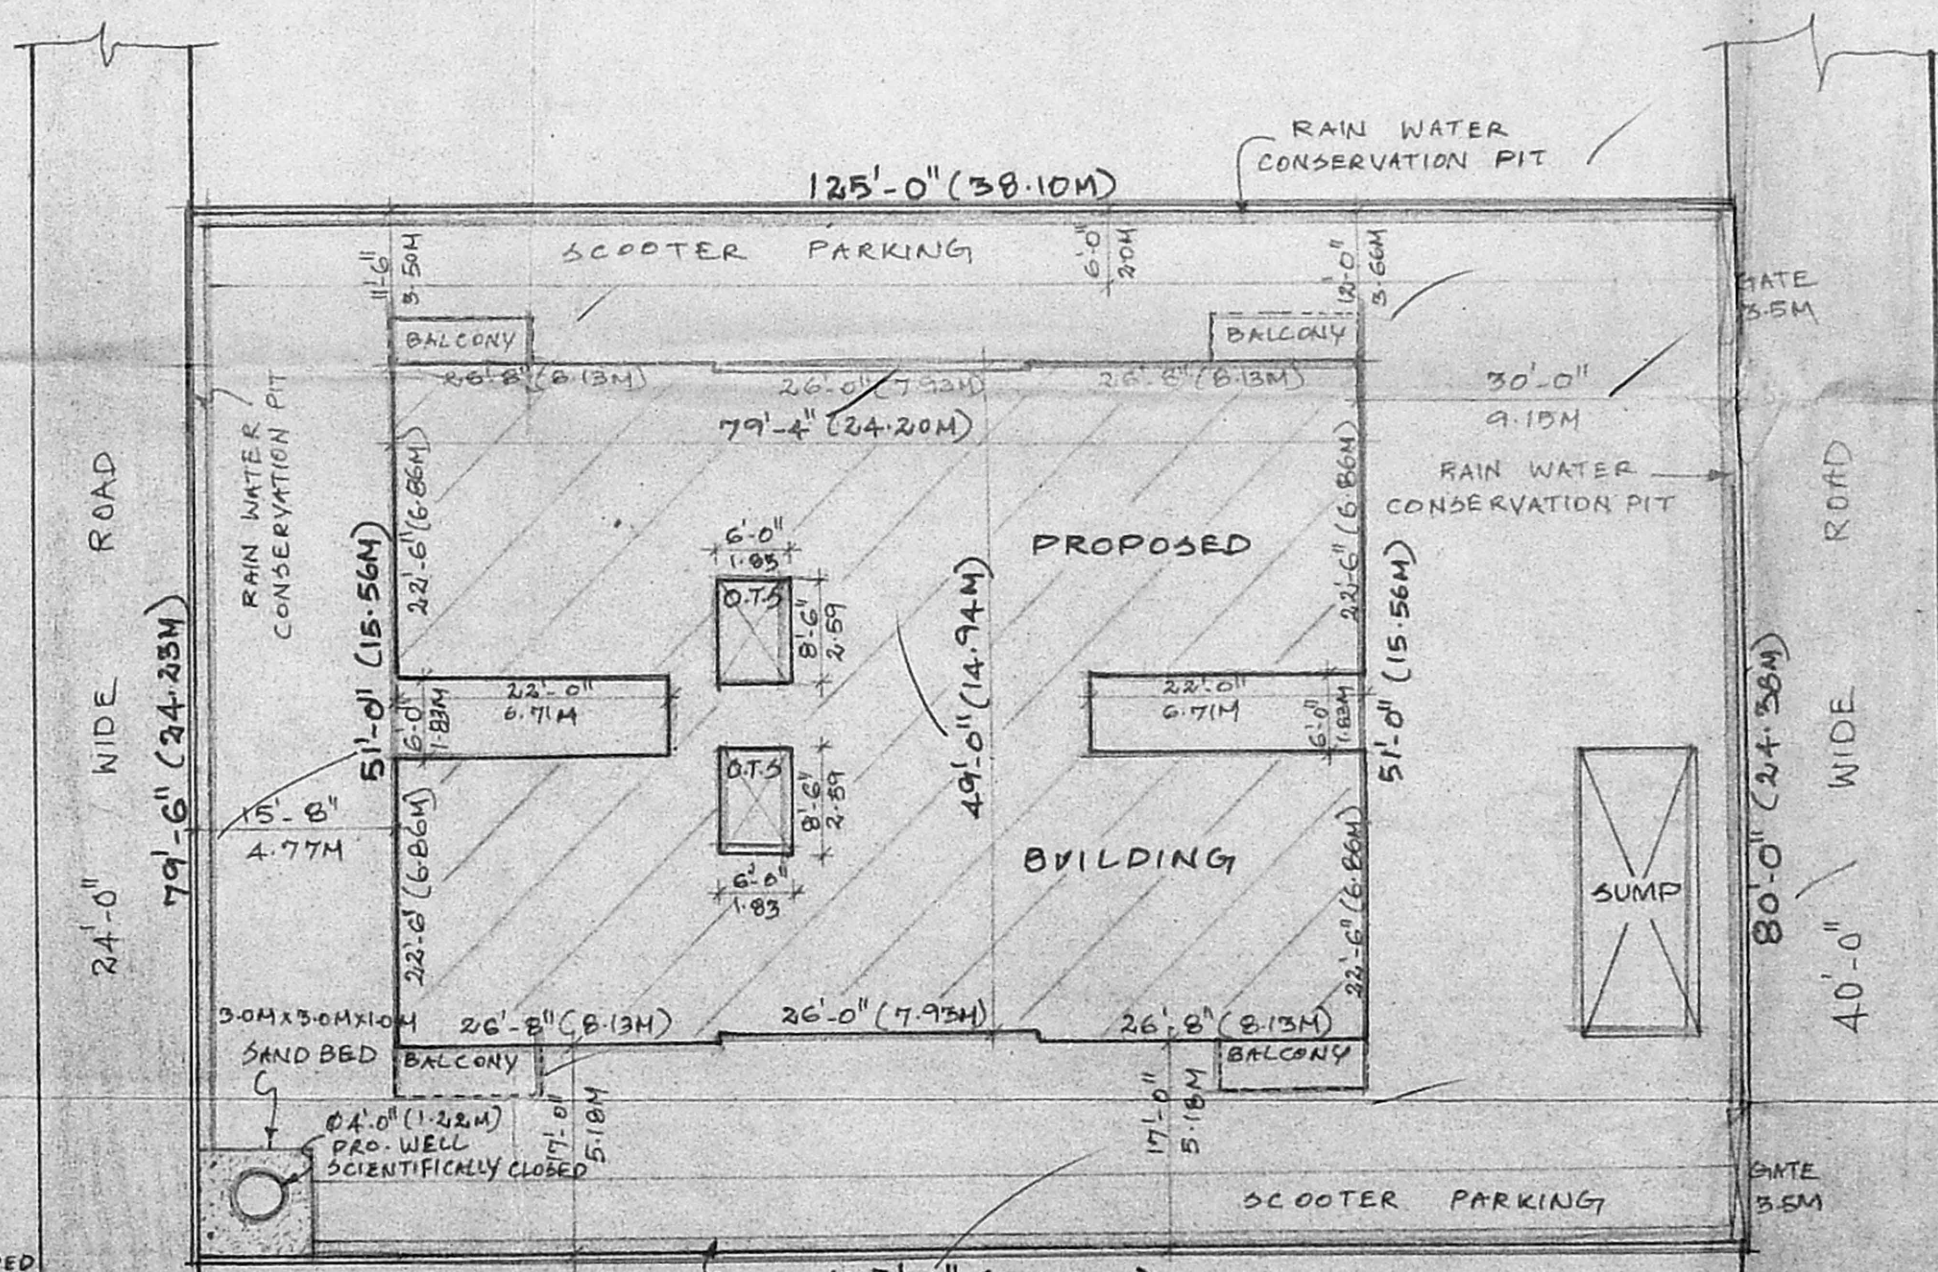 RAIN WATER
CONSERVATION PIT
125'-0" (38.10M)
SCOOTER PARKING
11'-6"
3.50M
6'-0"
20M
12'-0"
3.66M
GATE
3.5M
BALCONY
BALCONY
26'-8" (8.13M)
26'-0" (7.93M)
26'-8" (8.13M)
79'-4" (24.20M)
30'-0"
9.15M
RAIN WATER
CONSERVATION PIT
RAIN WATER
CONSERVATION PIT
24'-0" WIDE ROAD
79'-6" (24.23M)
51'-0" (15.56M)
22'-6" (6.86M)
6'-0"
1.83
O.T.S
8'-6"
2.59
PROPOSED
49'-0" (14.94M)
22'-6" (6.86M)
51'-0" (15.56M)
22'-0"
6.71M
6'-0"
1.83M
22'-0"
6.71M
6'-0"
1.83M
O.T.S
8'-6"
2.59
6'-0"
1.83
BUILDING
15'-8"
4.77M
22'-6" (6.86M)
22'-6" (6.86M)
SUMP
80'-0" (24.38M)
40'-0" WIDE ROAD
3.0M X 3.0M X 1.0M
SAND BED
26'-8" (8.13M)
26'-0" (7.93M)
26'-8" (8.13M)
BALCONY
BALCONY
Ø4'.0" (1.22M)
PRO. WELL
SCIENTIFICALLY CLOSED
17'-0"
5.18M
17'-0"
5.18M
SCOOTER PARKING
GATE
3.5M